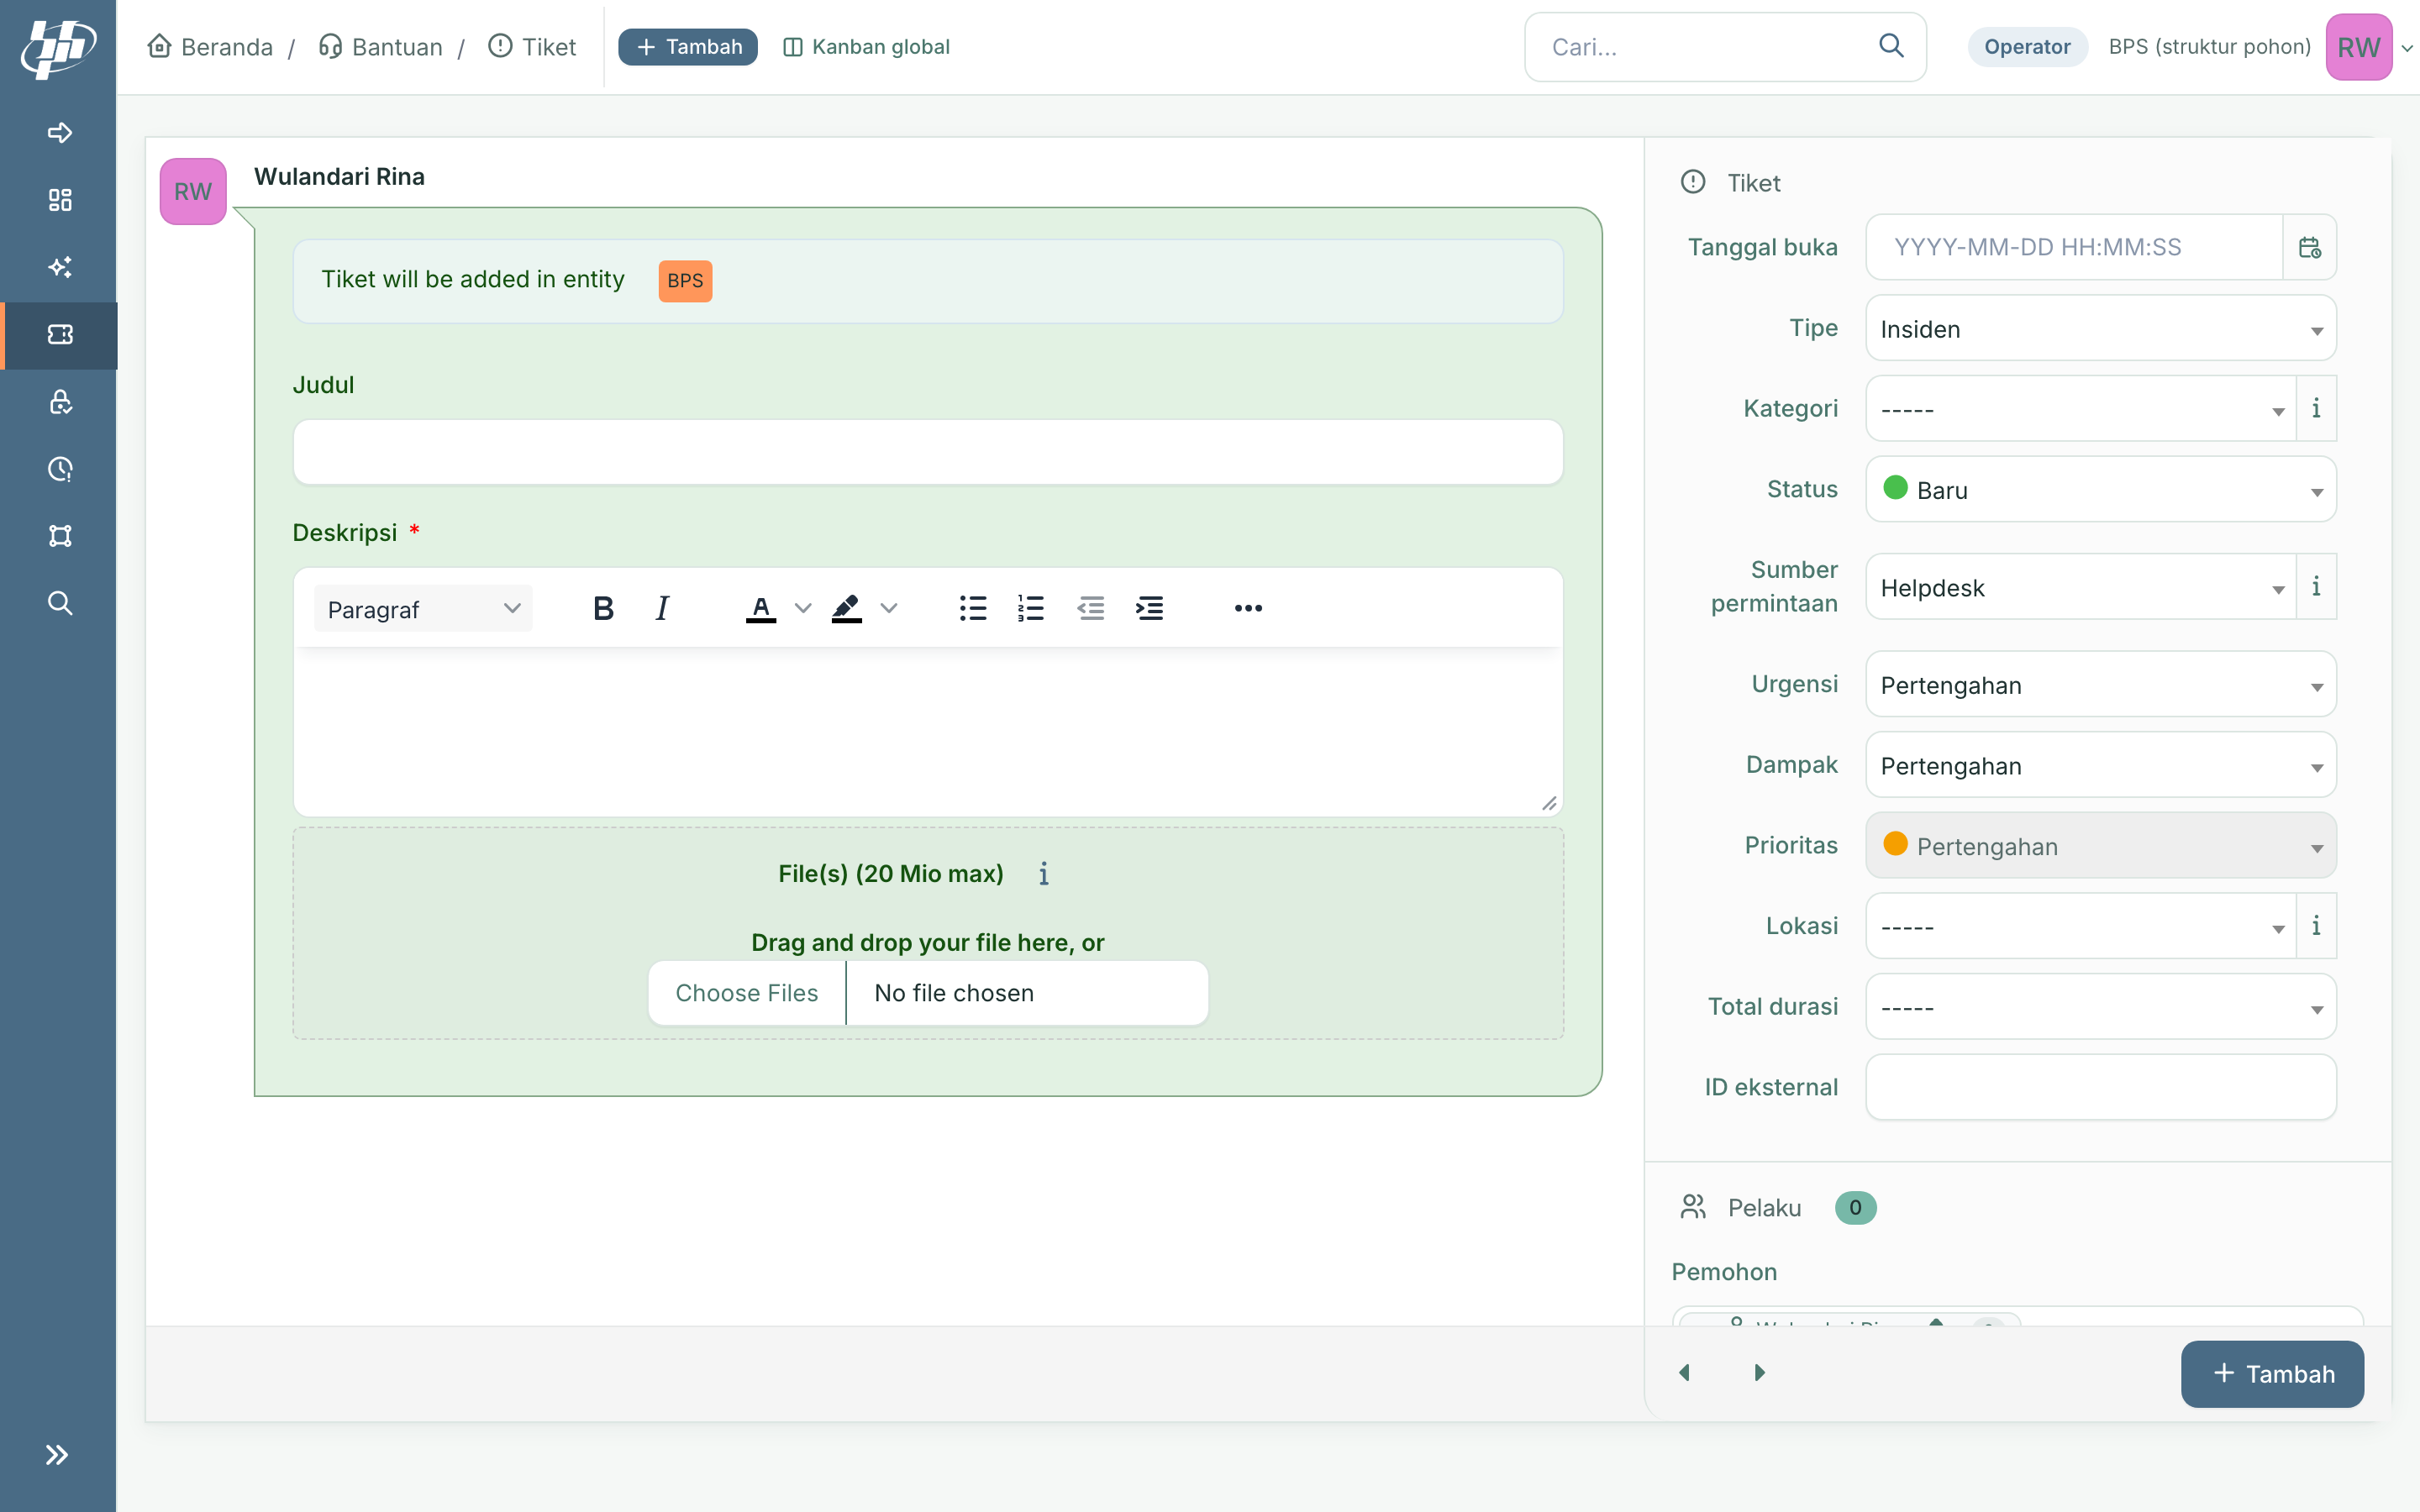 Beranda / Bantuan / Tiket
Tambah
Kanban global
Cari...
Operator
BPS (struktur pohon)
RW
RW
Wulandari Rina
Tiket will be added in entity BPS
Judul
Deskripsi *
Paragraf
File(s) (20 Mio max)
Drag and drop your file here, or
Choose Files No file chosen
Tiket
Tanggal buka YYYY-MM-DD HH:MM:SS
Tipe Insiden
Kategori -----
Status Baru
Sumber
permintaan Helpdesk
Urgensi Pertengahan
Dampak Pertengahan
Prioritas Pertengahan
Lokasi -----
Total durasi -----
ID eksternal
Pelaku 0
Pemohon
Tambah